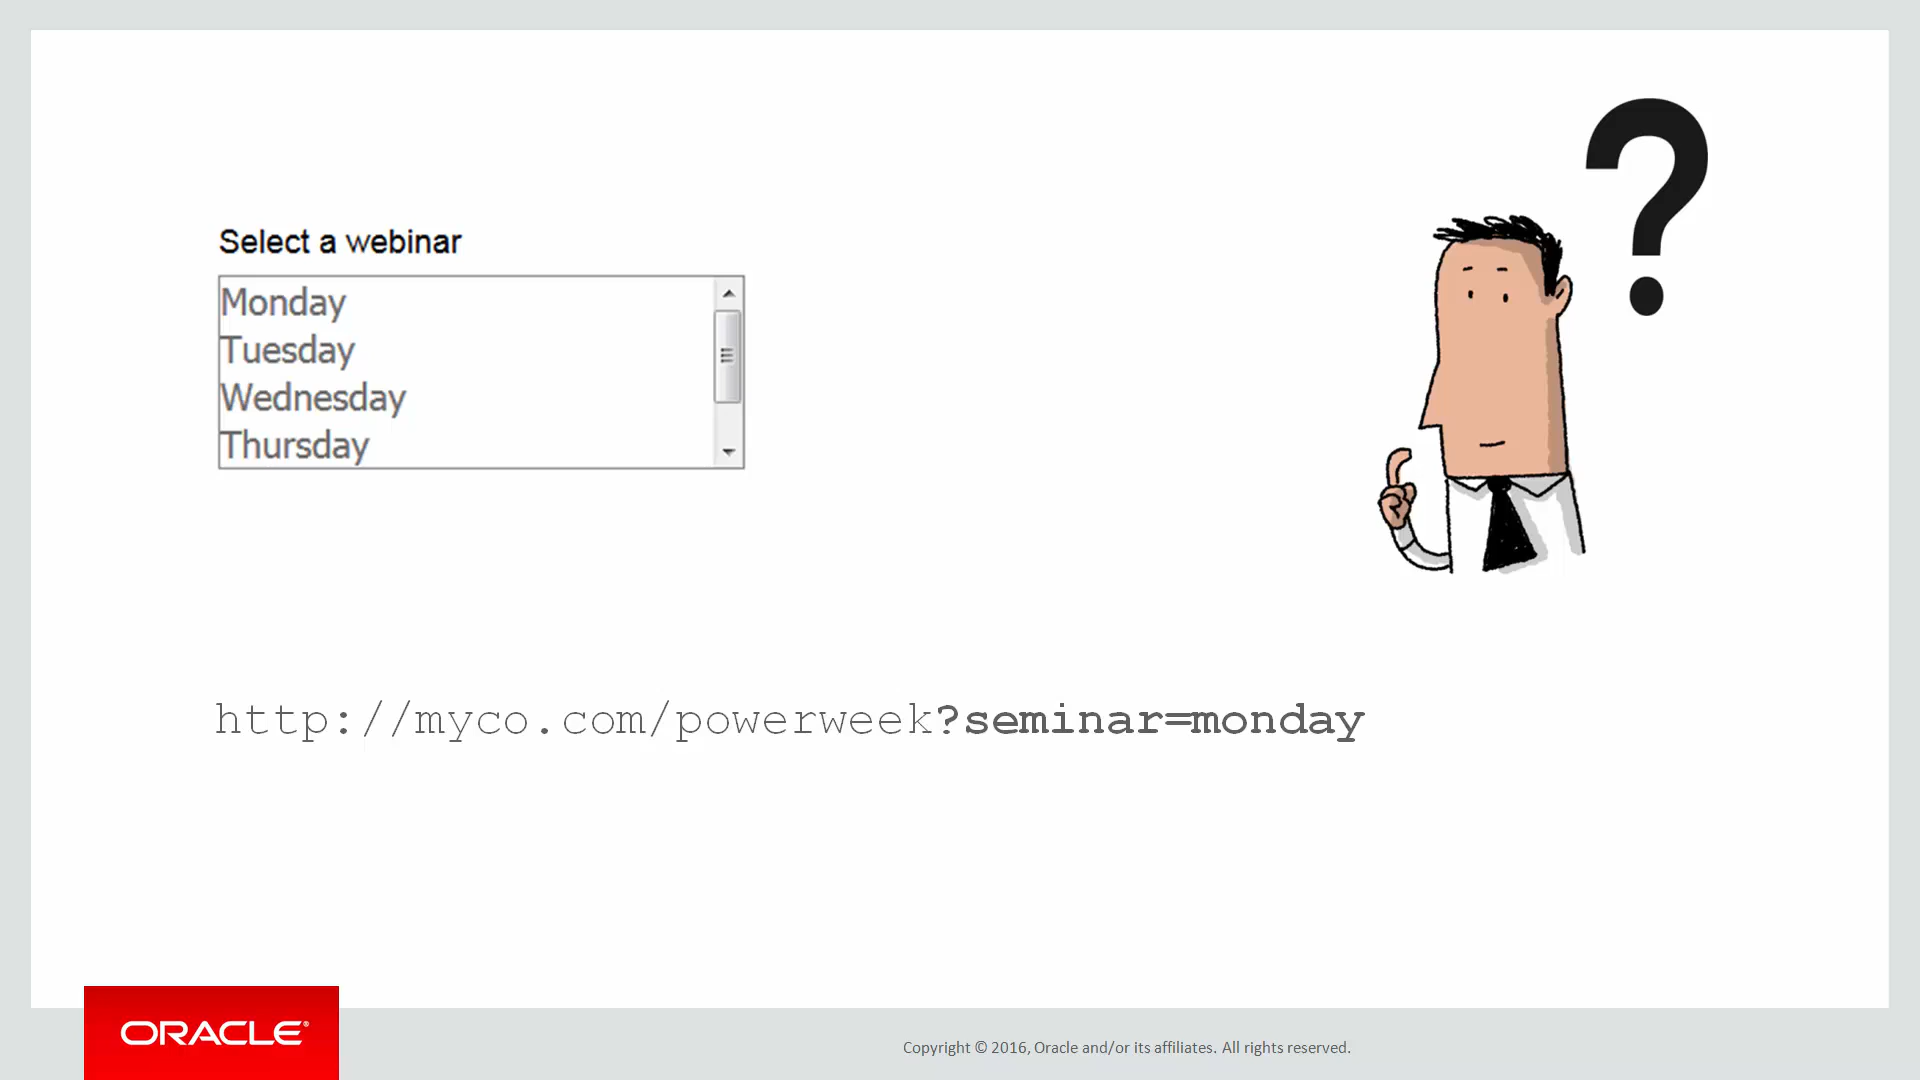 ?
Select a webinar
Monday
Tuesday
Wednesday
Thursday
http://myco.com/powerweek?seminar=monday
ORACLE®
Copyright © 2016, Oracle and/or its affiliates. All rights reserved.